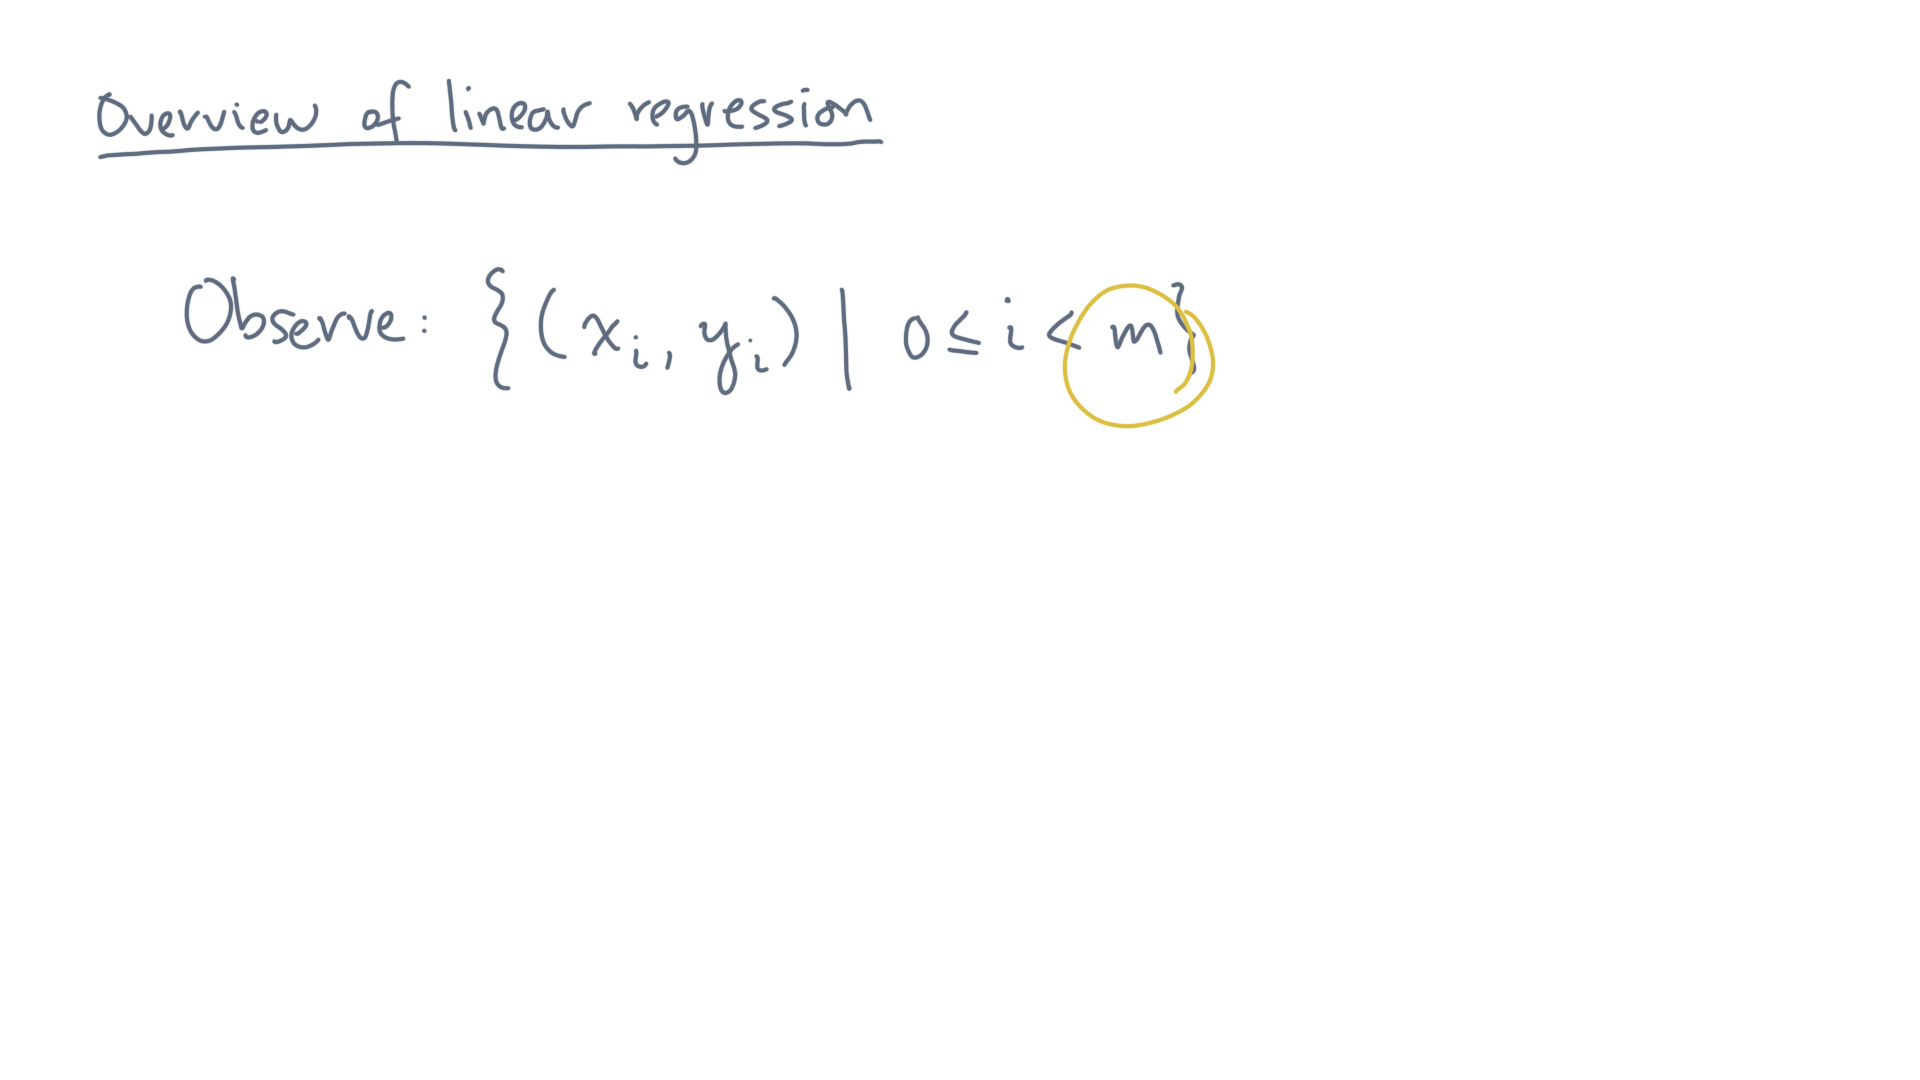 Overview of linear regression
Observe: {(xᵢ, yᵢ) | 0 ≤ i < m}